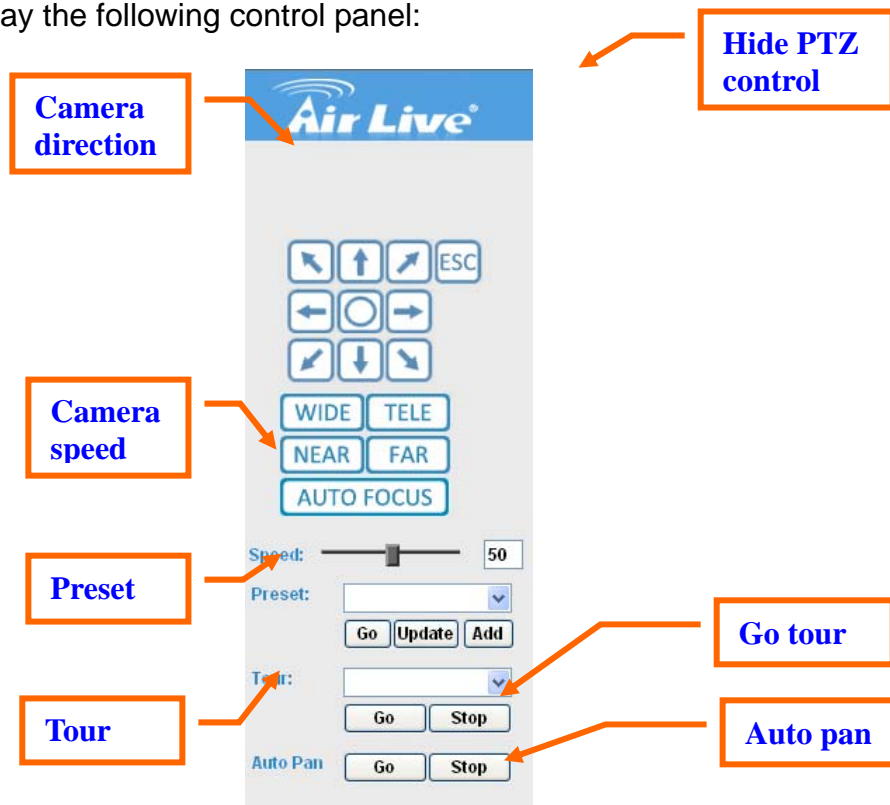 ay the following control panel:
Hide PTZ
control
Camera
direction
Air Live®
ESC
WIDE TELE
Camera
speed
NEAR FAR
AUTO FOCUS
Speed: 50
Preset
Preset:
Go Update Add
Go tour
Tour:
Tour
Go Stop
Auto pan
Auto Pan Go Stop